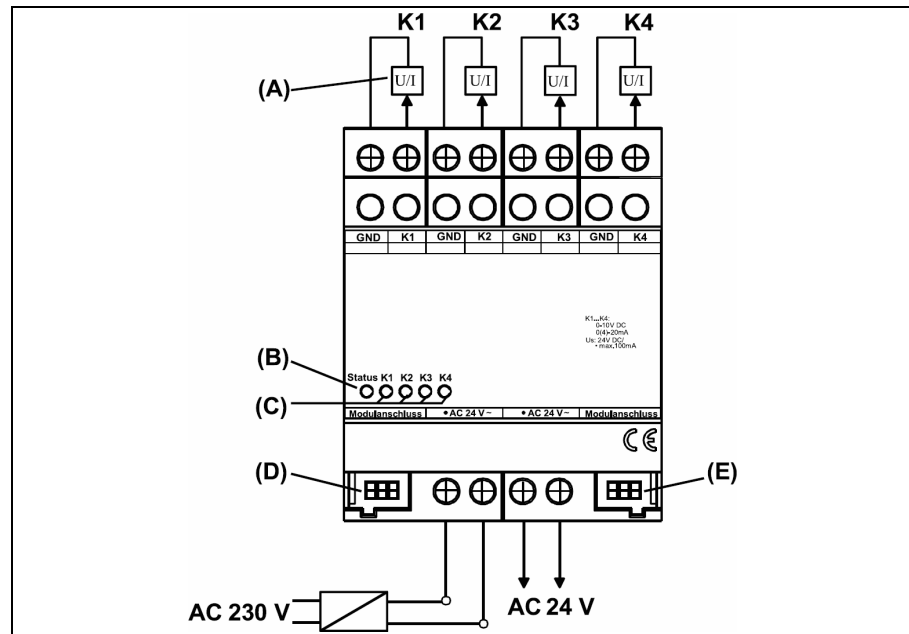 K1 K2 K3 K4
(A) U/I U/I U/I U/I
GND K1 GND K2 GND K3 GND K4
K1...K4:
0-10V DC
0(4)-20mA
Us: 24V DC/
max.100mA
(B)
Status K1 K2 K3 K4
(C)
Modulanschluss • AC 24 V ~ • AC 24 V~ Modulanschluss
CE
(D) (E)
AC 230 V AC 24 V